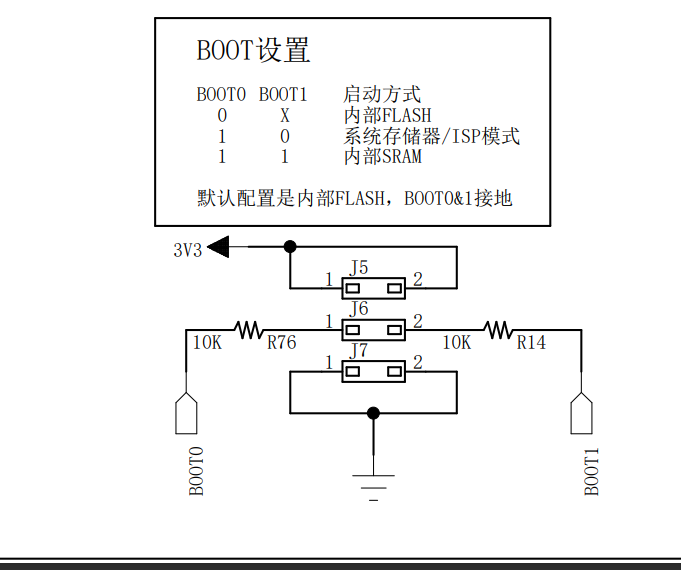 BOOT设置
BOOT0 BOOT1 启动方式
0 X 内部FLASH
1 0 系统存储器/ISP模式
1 1 内部SRAM
默认配置是内部FLASH，BOOT0&1接地
3V3
J5
1 2
J6
1 2
10K R76 10K R14
J7
1 2
BOOT0 BOOT1